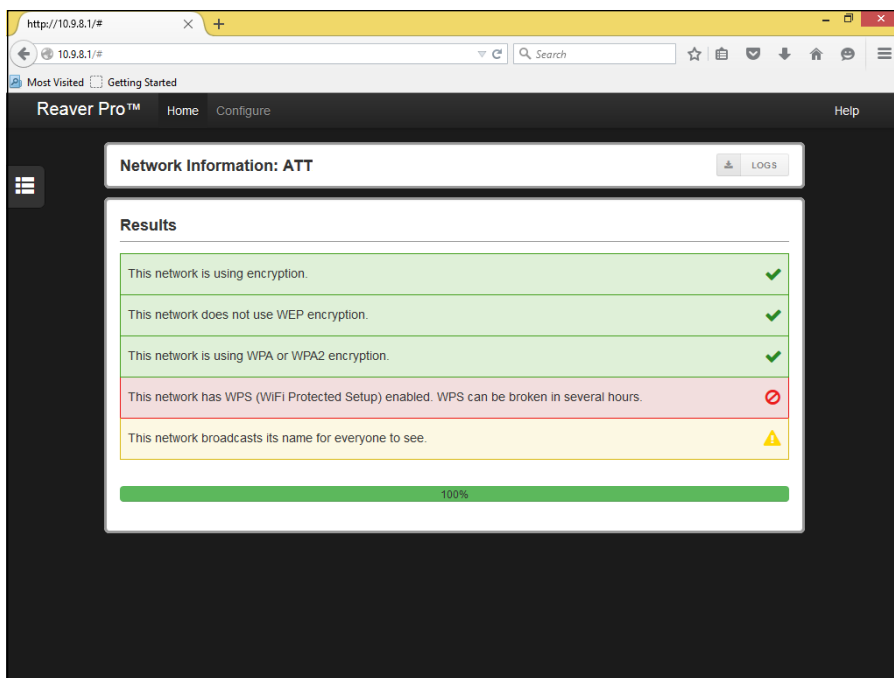 http://10.9.8.1/#
10.9.8.1/#
Search
Most Visited
Getting Started
Reaver Pro™ Home Configure Help
Network Information: ATT
LOGS
Results
This network is using encryption.
This network does not use WEP encryption.
This network is using WPA or WPA2 encryption.
This network has WPS (WiFi Protected Setup) enabled. WPS can be broken in several hours.
This network broadcasts its name for everyone to see.
100%